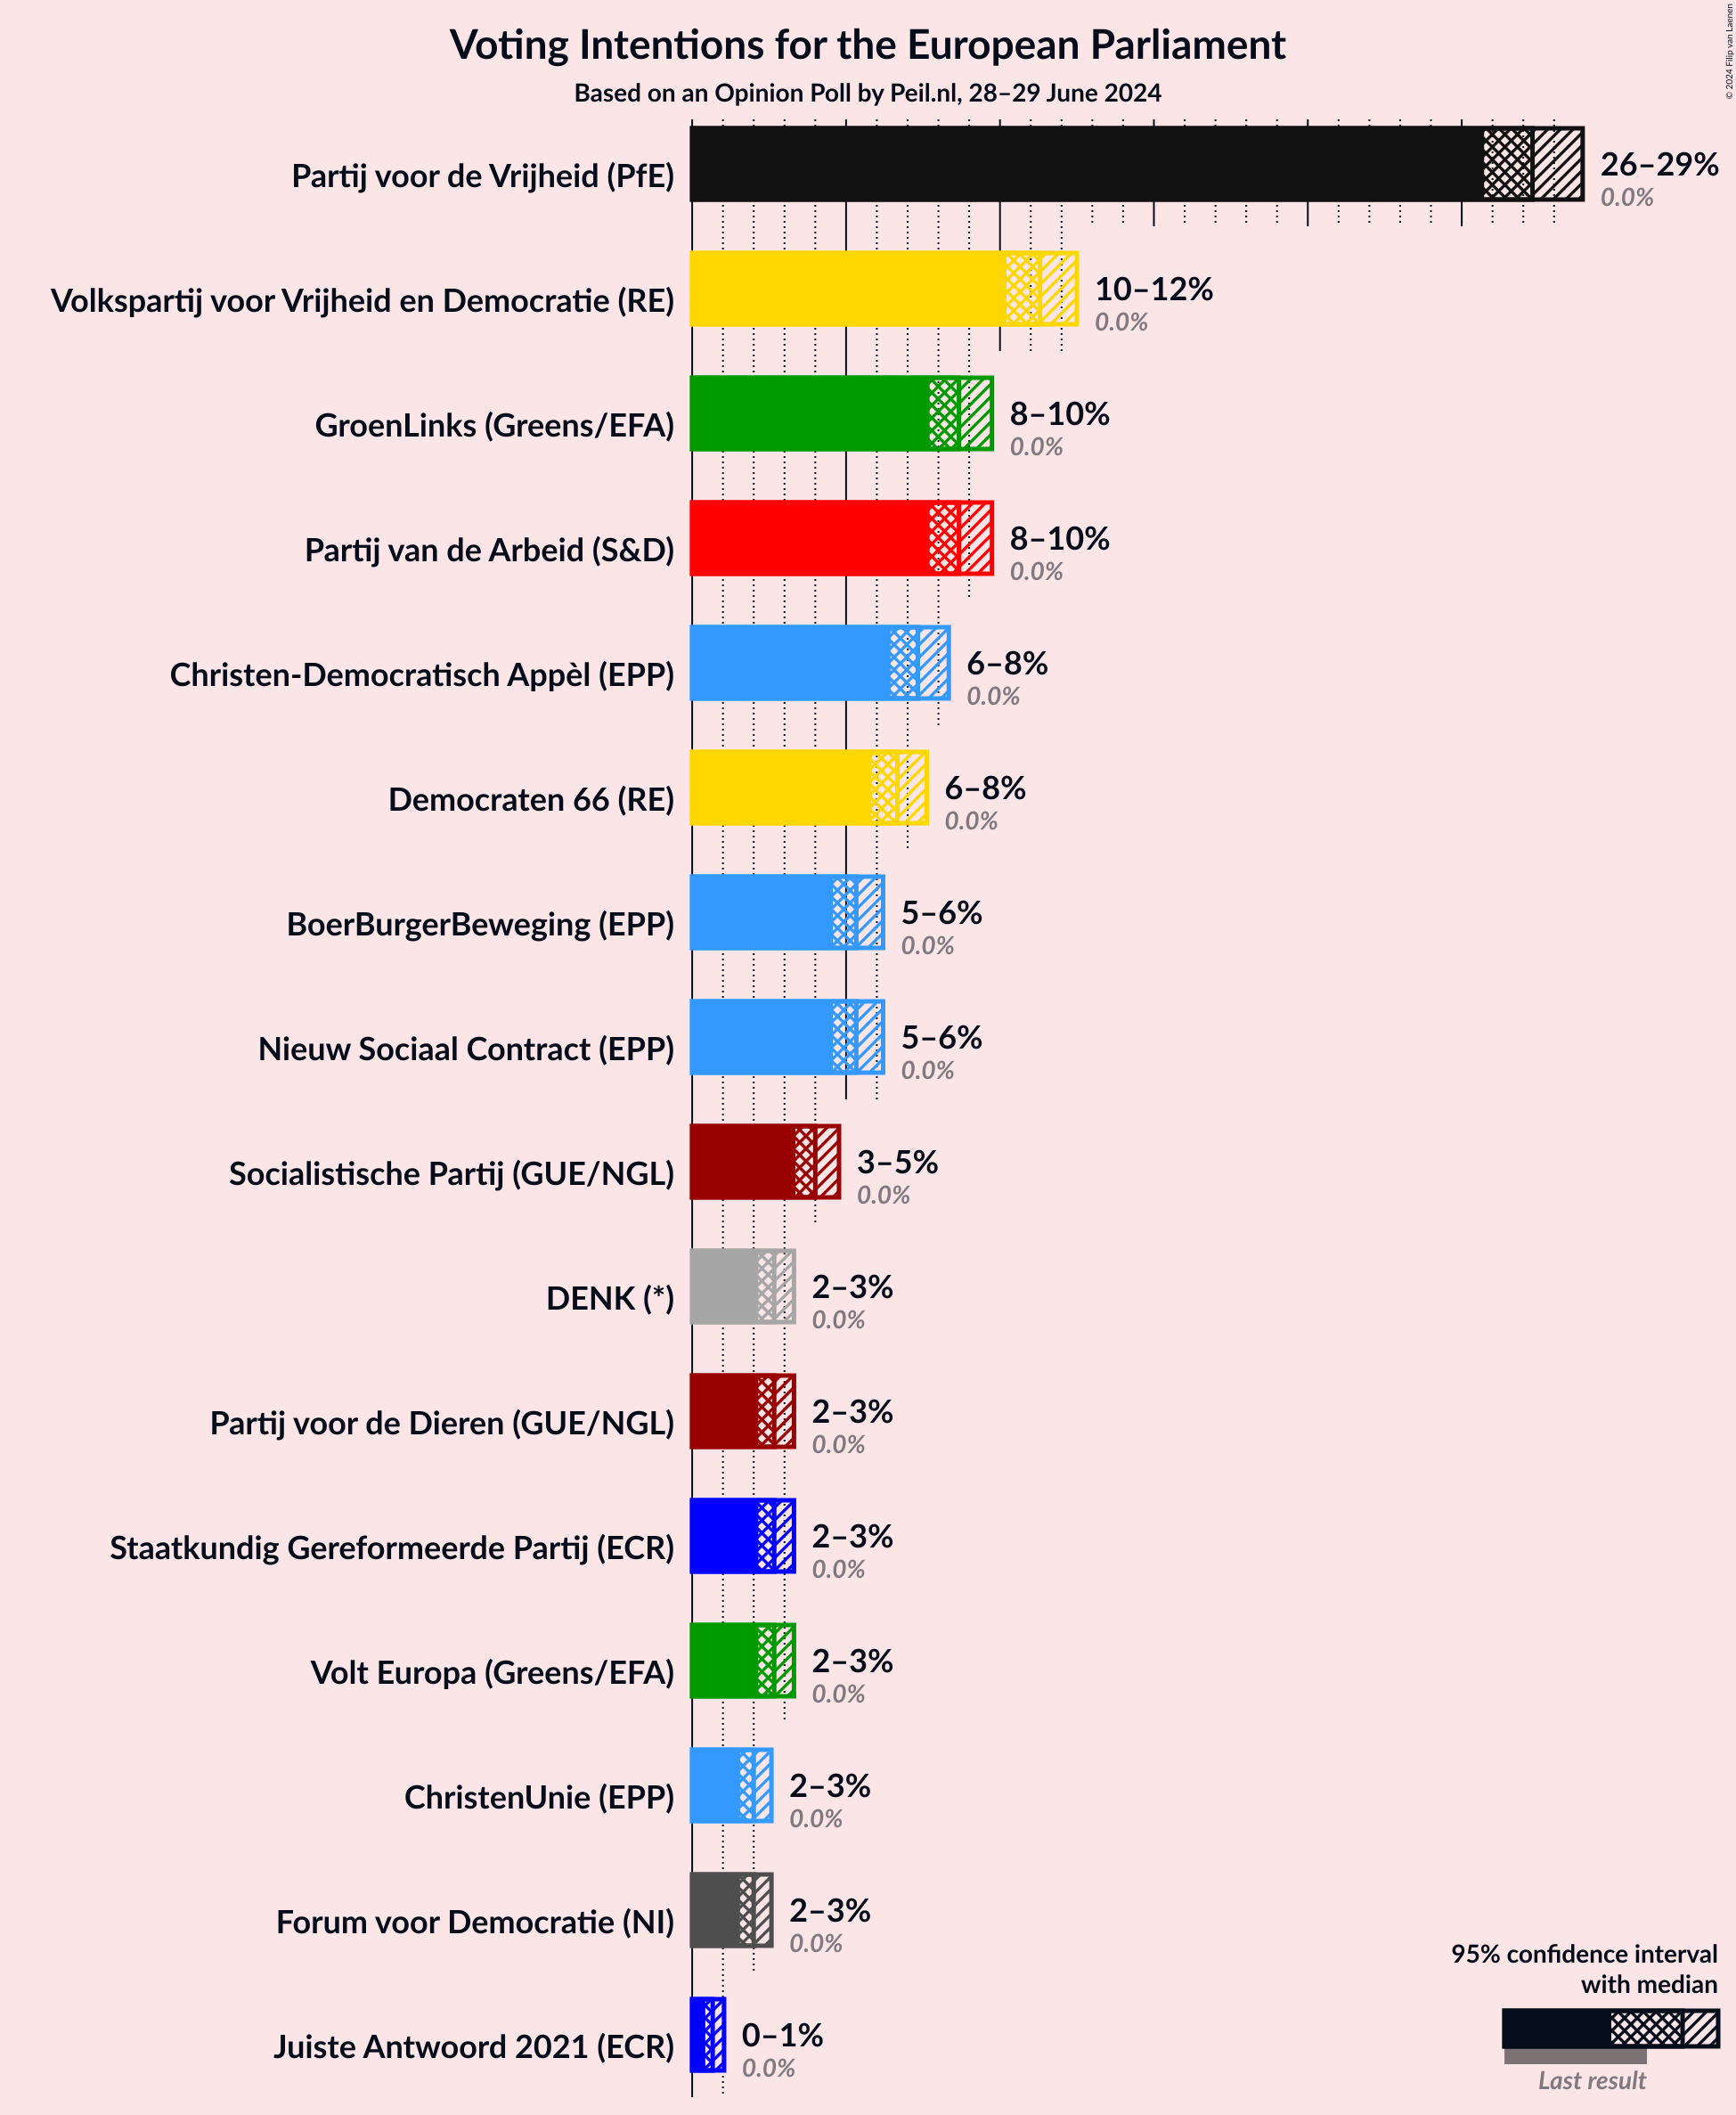 Voting Intentions for the European Parliament
Based on an Opinion Poll by Peil.nl, 28–29 June 2024
© 2024 Filip van Laenen
Partij voor de Vrijheid (PfE)
26–29%
0.0%
Volkspartij voor Vrijheid en Democratie (RE)
10–12%
0.0%
GroenLinks (Greens/EFA)
8–10%
0.0%
Partij van de Arbeid (S&D)
8–10%
0.0%
Christen-Democratisch Appèl (EPP)
6–8%
0.0%
Democraten 66 (RE)
6–8%
0.0%
BoerBurgerBeweging (EPP)
5–6%
0.0%
Nieuw Sociaal Contract (EPP)
5–6%
0.0%
Socialistische Partij (GUE/NGL)
3–5%
0.0%
DENK (*)
2–3%
0.0%
Partij voor de Dieren (GUE/NGL)
2–3%
0.0%
Staatkundig Gereformeerde Partij (ECR)
2–3%
0.0%
Volt Europa (Greens/EFA)
2–3%
0.0%
ChristenUnie (EPP)
2–3%
0.0%
Forum voor Democratie (NI)
2–3%
0.0%
Juiste Antwoord 2021 (ECR)
0–1%
0.0%
95% confidence interval
with median
Last result